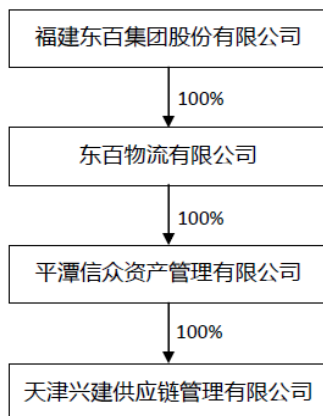 福建东百集团股份有限公司
100%
东百物流有限公司
100%
平潭信众资产管理有限公司
100%
天津兴建供应链管理有限公司